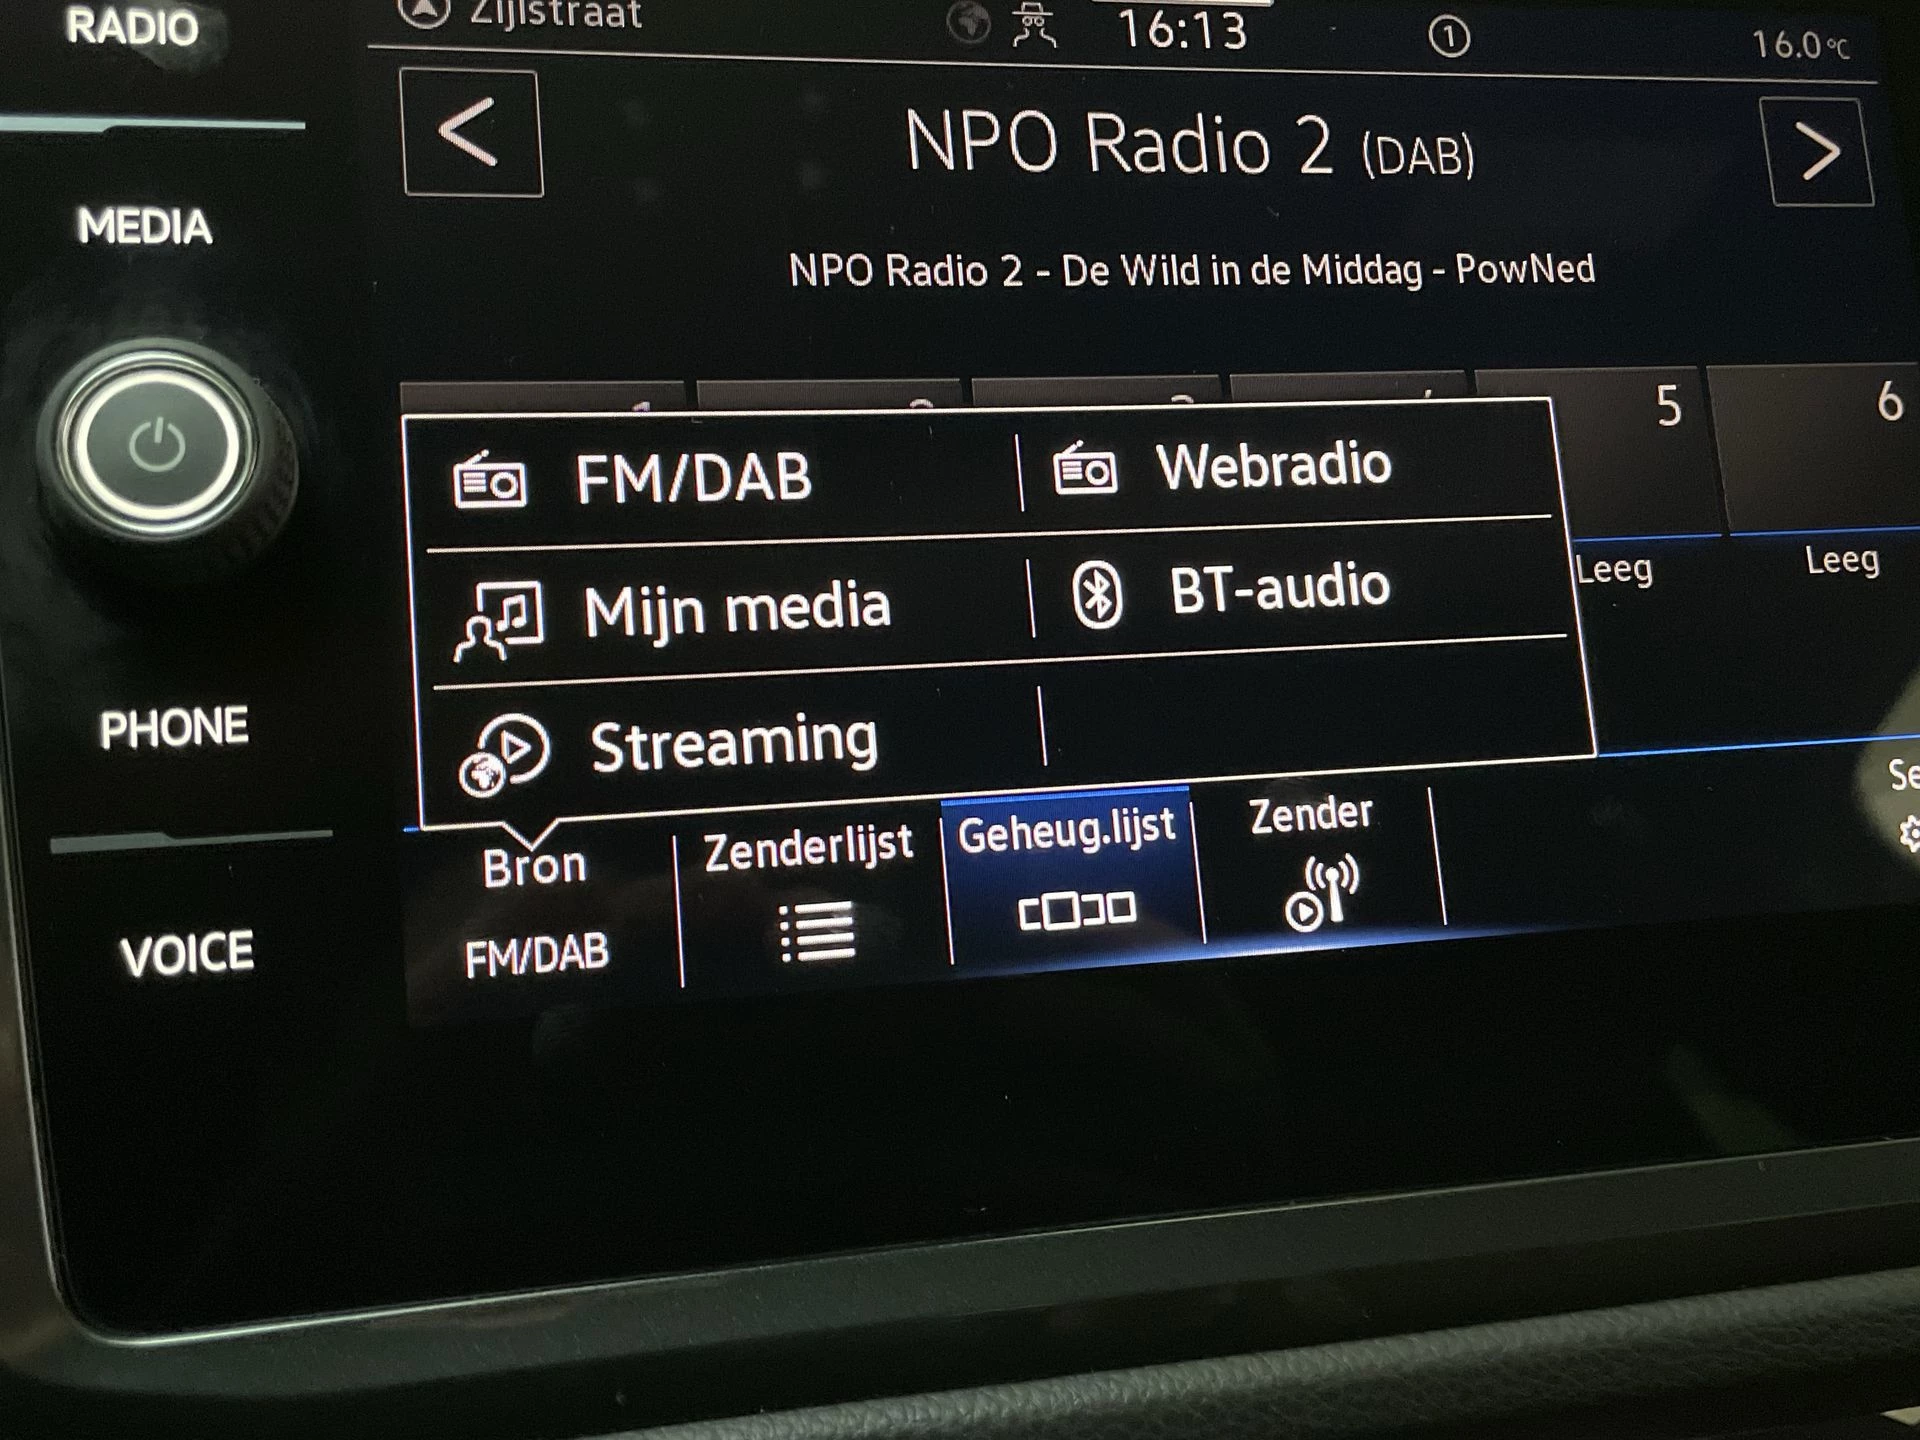 RADIO
Zijlstraat
16:13
1
16.0°C
<
NPO Radio 2 (DAB)
>
MEDIA
NPO Radio 2 - De Wild in de Middag - PowNed
5
6
FM/DAB
Webradio
Leeg
Leeg
Mijn media
BT-audio
Streaming
PHONE
Bron
FM/DAB
Zenderlijst
Geheug.lijst
Zender
VOICE